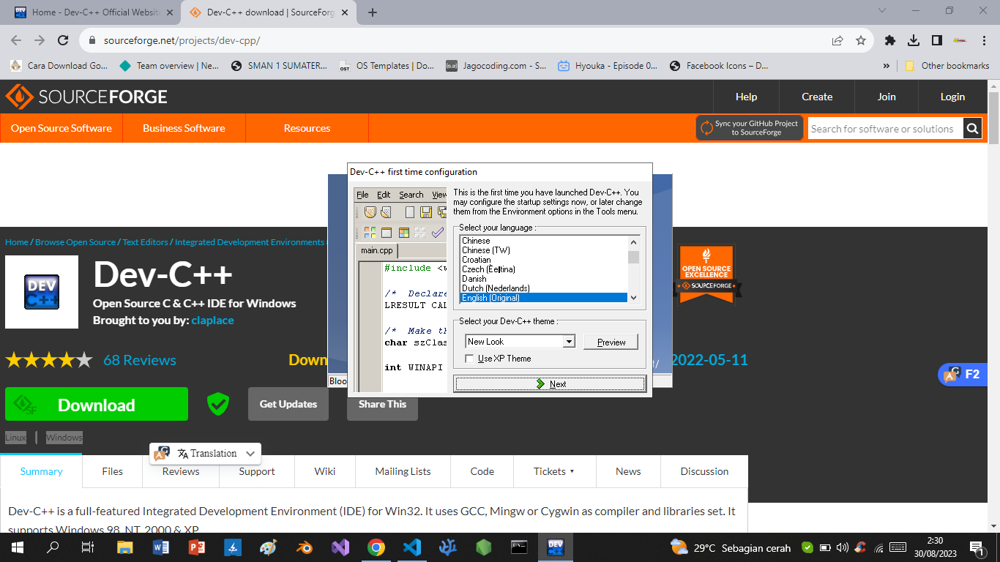 Home - Dev-C++ Official Website
Dev-C++ download | SourceForg
sourceforge.net/projects/dev-cpp/
Cara Download Go...
Team overview | Ne...
SMAN 1 SUMATER...
OS Templates | Do...
Jagocoding.com - S...
Hyouka - Episode 0...
Facebook Icons – D...
»
Other bookmarks
SOURCEFORGE
Help
Create
Join
Login
Open Source Software
Business Software
Resources
Sync your GitHub Project
to SourceForge
Search for software or solutions
Dev-C++ first time configuration
File Edit Search View
main.cpp
#include <w
/* Declare
LRESULT CAL
/* Make th
char szClas
int WINAPI
This is the first time you have launched Dev-C++. You
may configure the startup settings now, or later change
them from the Environment options in the Tools menu.
Select your language :
Chinese
Chinese (TW)
Croatian
Czech (Èeština)
Danish
Dutch (Nederlands)
English (Original)
Select your Dev-C++ theme :
New Look
Preview
Use XP Theme
Next
Bloo
Home / Browse Open Source / Text Editors / Integrated Development Environments
DEV
C++
Dev-C++
Open Source C & C++ IDE for Windows
Brought to you by: claplace
OPEN SOURCE
EXCELLENCE
SOURCEFORGE
68 Reviews
Down
2022-05-11
F2
Download
SF
Get Updates
Share This
Linux | Windows
Translation
Summary
Files
Reviews
Support
Wiki
Mailing Lists
Code
Tickets
News
Discussion
Dev-C++ is a full-featured Integrated Development Environment (IDE) for Win32. It uses GCC, Mingw or Cygwin as compiler and libraries set. It
supports Windows 98, NT, 2000 & XP.
29°C Sebagian cerah
2:30
30/08/2023
1